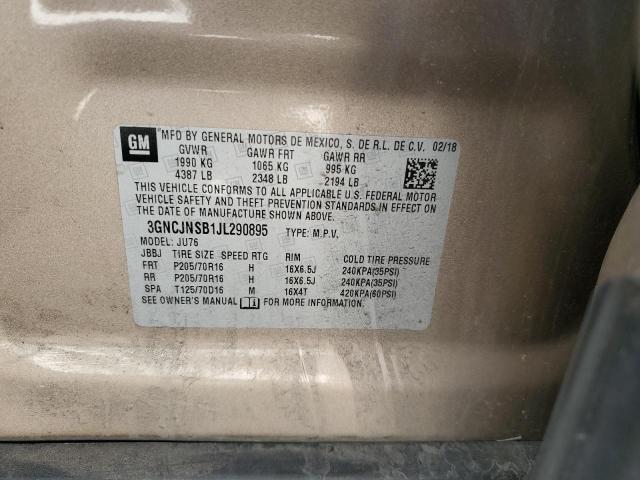 GM
MFD BY GENERAL MOTORS DE MEXICO, S. DE R.L. DE C.V. 02/18
GVWR GAWR FRT GAWR RR
1990 KG 1065 KG 995 KG
4387 LB 2348 LB 2194 LB
THIS VEHICLE CONFORMS TO ALL APPLICABLE U.S. FEDERAL MOTOR
VEHICLE SAFETY AND THEFT PREVENTION STANDARDS IN
EFFECT ON THE DATE OF MANUFACTURE SHOWN ABOVE.
3GNCJNSB1JL290895 TYPE: M.P.V.
MODEL: JU76
JBBJ TIRE SIZE SPEED RTG RIM COLD TIRE PRESSURE
FRT P205/70R16 H 16X6.5J 240KPA(35PSI)
RR P205/70R16 H 16X6.5J 240KPA(35PSI)
SPA T125/70D16 M 16X4T 420KPA(60PSI)
SEE OWNER'S MANUAL FOR MORE INFORMATION.